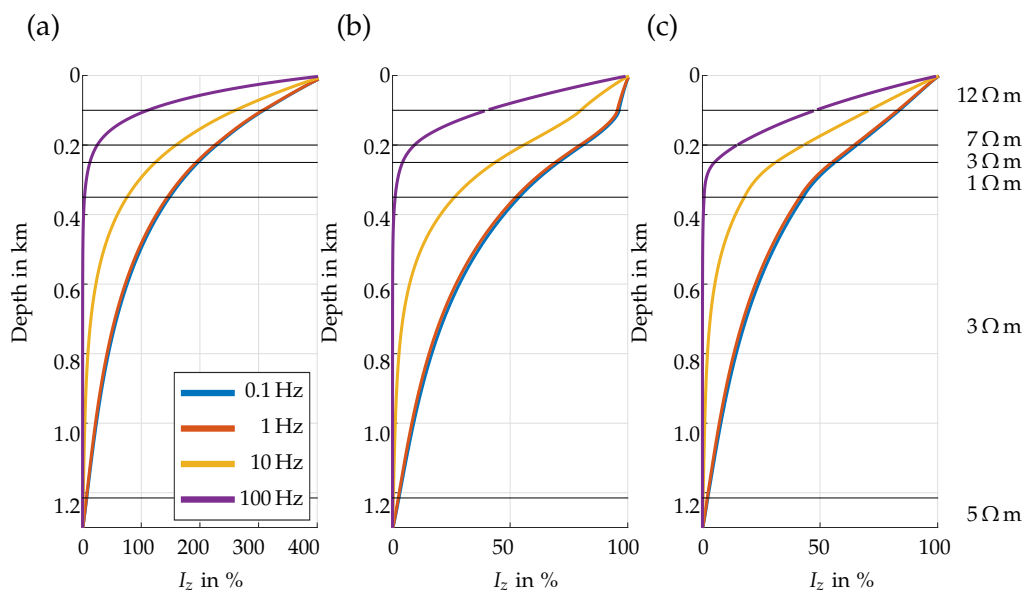 (a)
(b)
(c)
0
0.2
0.4
0.6
0.8
1.0
1.2
Depth in km
0 100 200 300 400
I_z in %
0.1 Hz
1 Hz
10 Hz
100 Hz
0
0.2
0.4
0.6
0.8
1.0
1.2
Depth in km
0 50 100
I_z in %
0
0.2
0.4
0.6
0.8
1.0
1.2
Depth in km
0 50 100
I_z in %
12 Ω m
7 Ω m
3 Ω m
1 Ω m
3 Ω m
5 Ω m